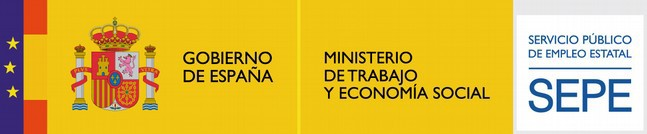 GOBIERNO
DE ESPAÑA
MINISTERIO
DE TRABAJO
Y ECONOMÍA SOCIAL
SERVICIO PÚBLICO
DE EMPLEO ESTATAL
SEPE